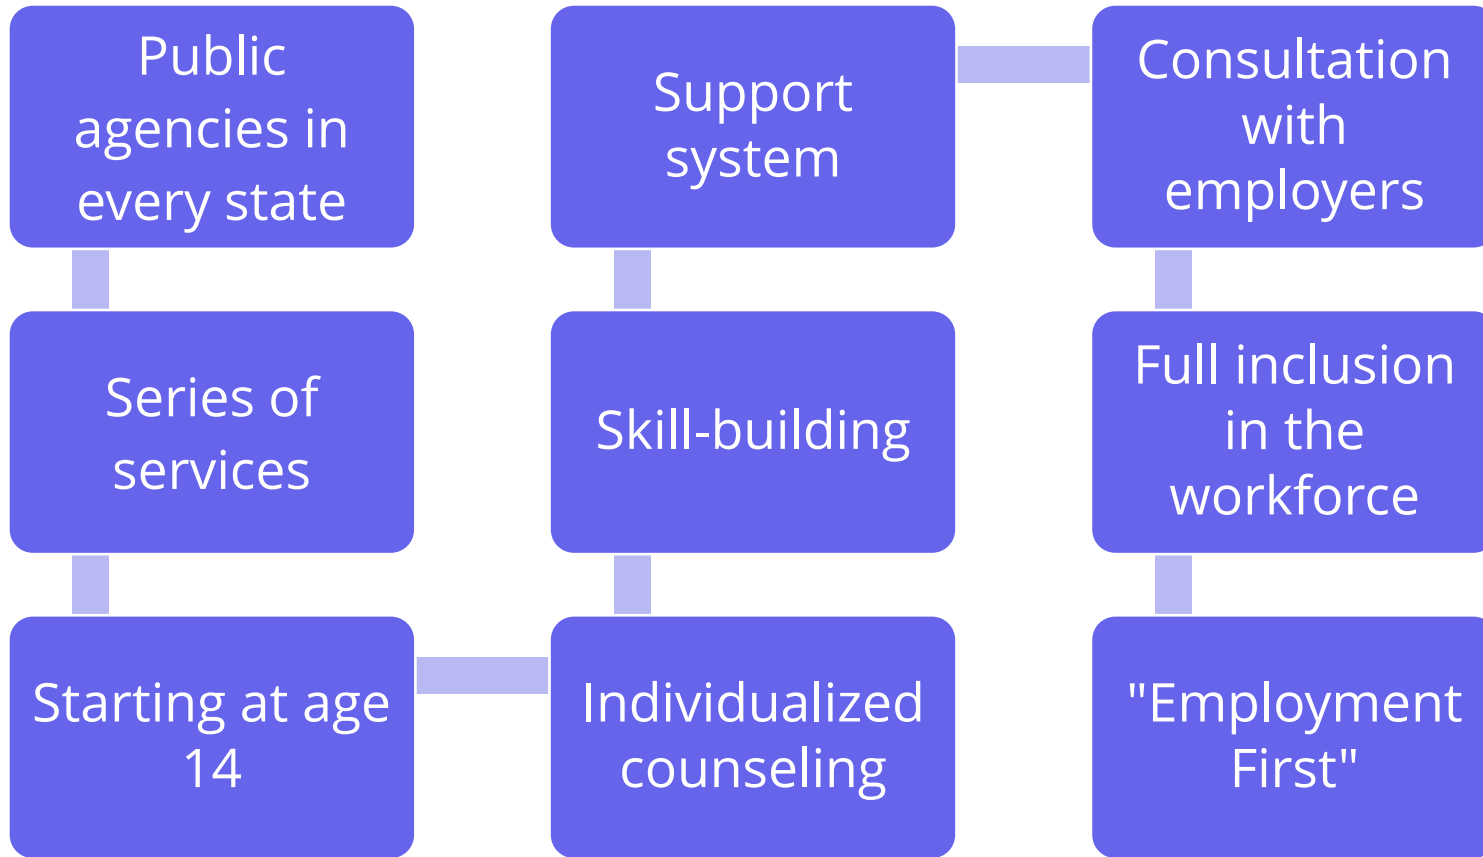 Public
agencies in
every state
Series of
services
Starting at age
14
Individualized
counseling
Skill-building
Support
system
Consultation
with
employers
Full inclusion
in the
workforce
"Employment
First"